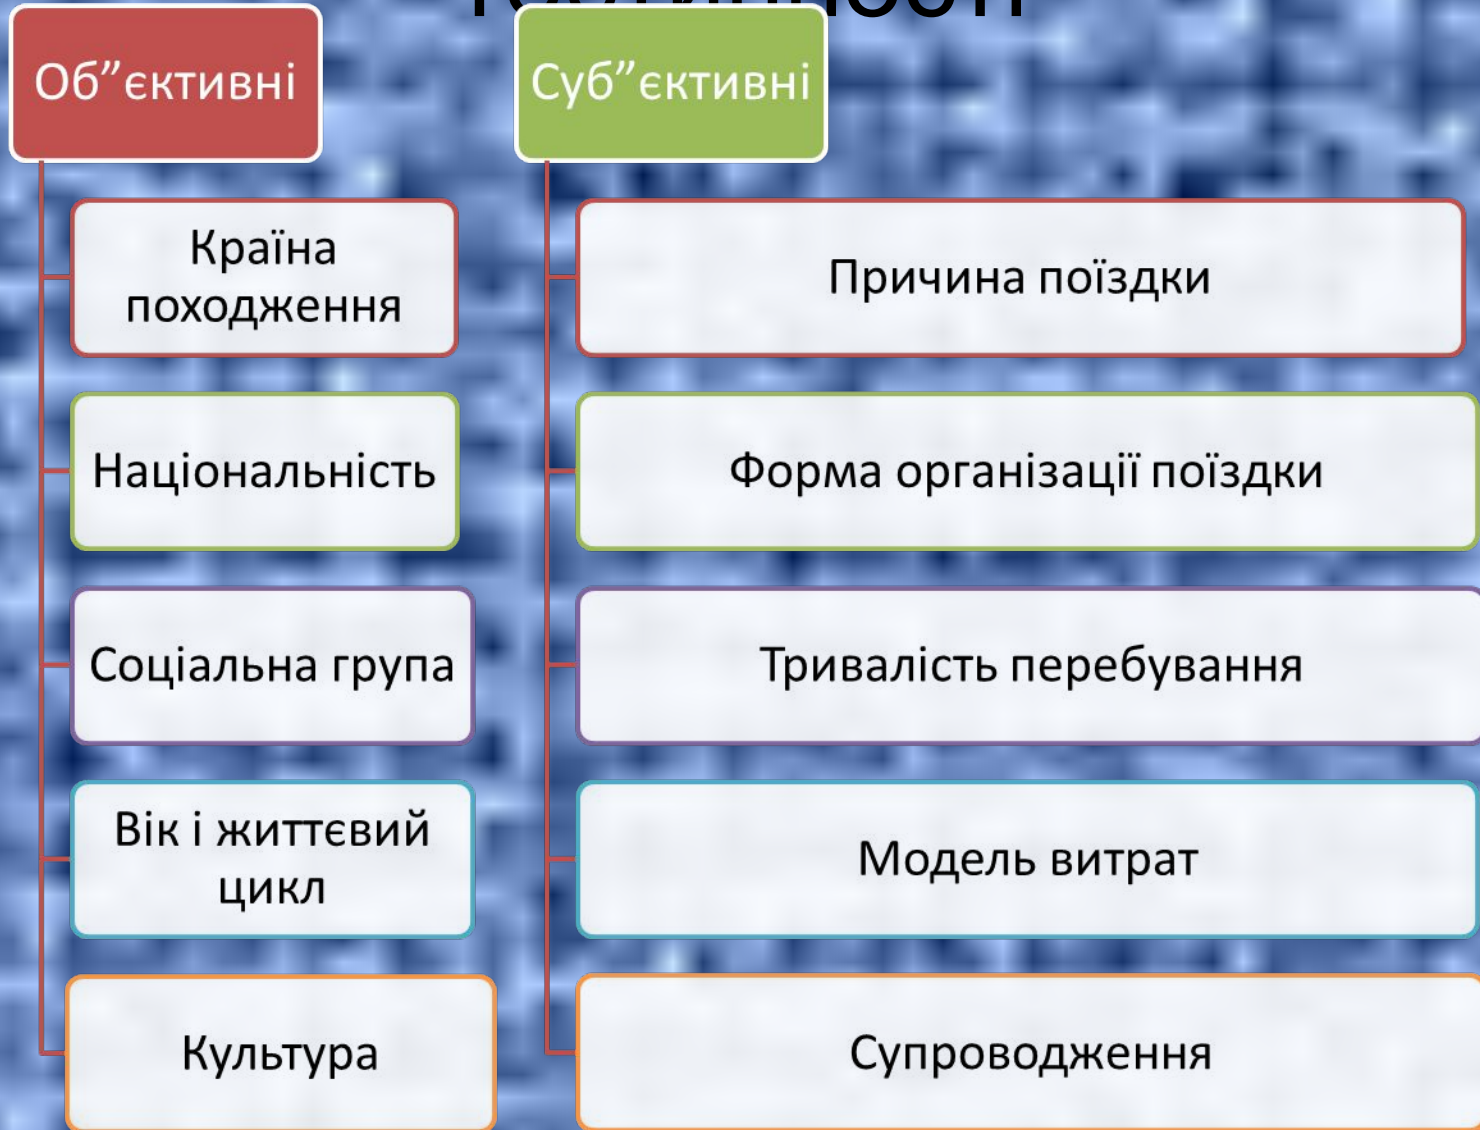 Об”єктивні
Країна
походження
Національність
Соціальна група
Вік і життєвий
цикл
Культура
Суб”єктивні
Причина поїздки
Форма організації поїздки
Тривалість перебування
Модель витрат
Супроводження